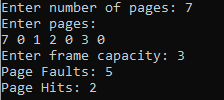 Enter number of pages: 7
Enter pages:
7 0 1 2 0 3 0
Enter frame capacity: 3
Page Faults: 5
Page Hits: 2